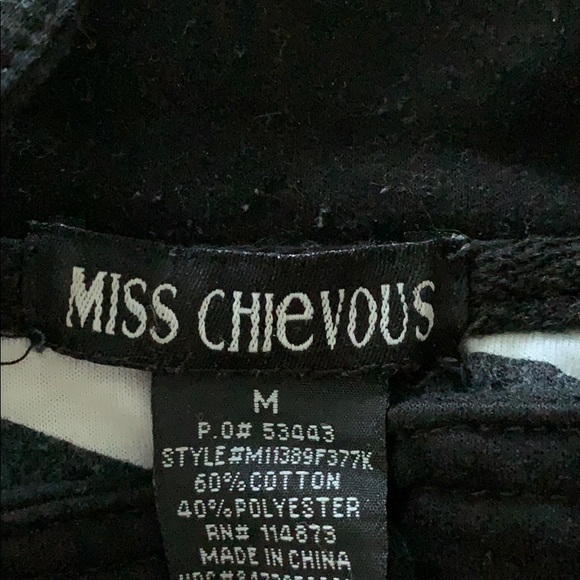 MISS CHIeVOUS
M
P.O# 53443
STYLE#M11389F377K
60% COTTON
40% POLYESTER
RN# 114873
MADE IN CHINA